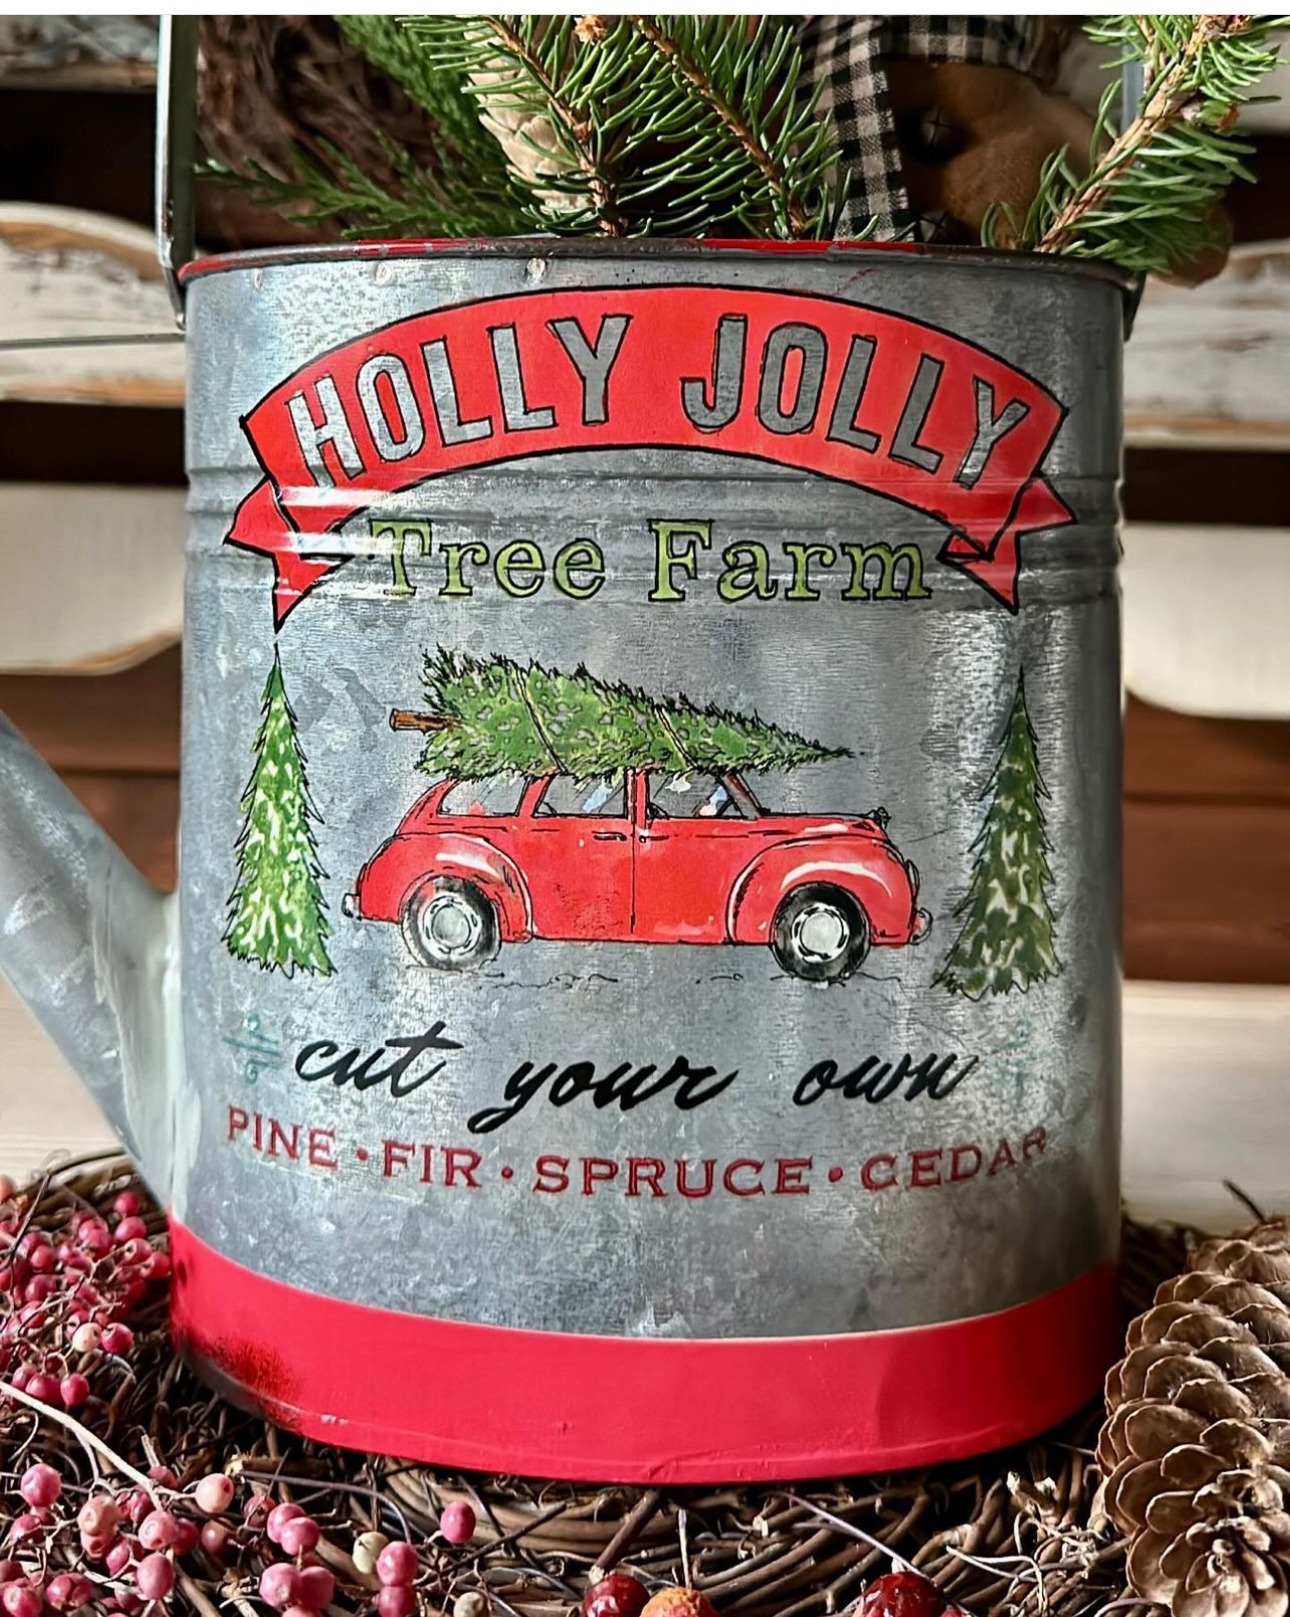 HOLLY JOLLY
Tree Farm
cut your own
PINE • FIR • SPRUCE • CEDAR